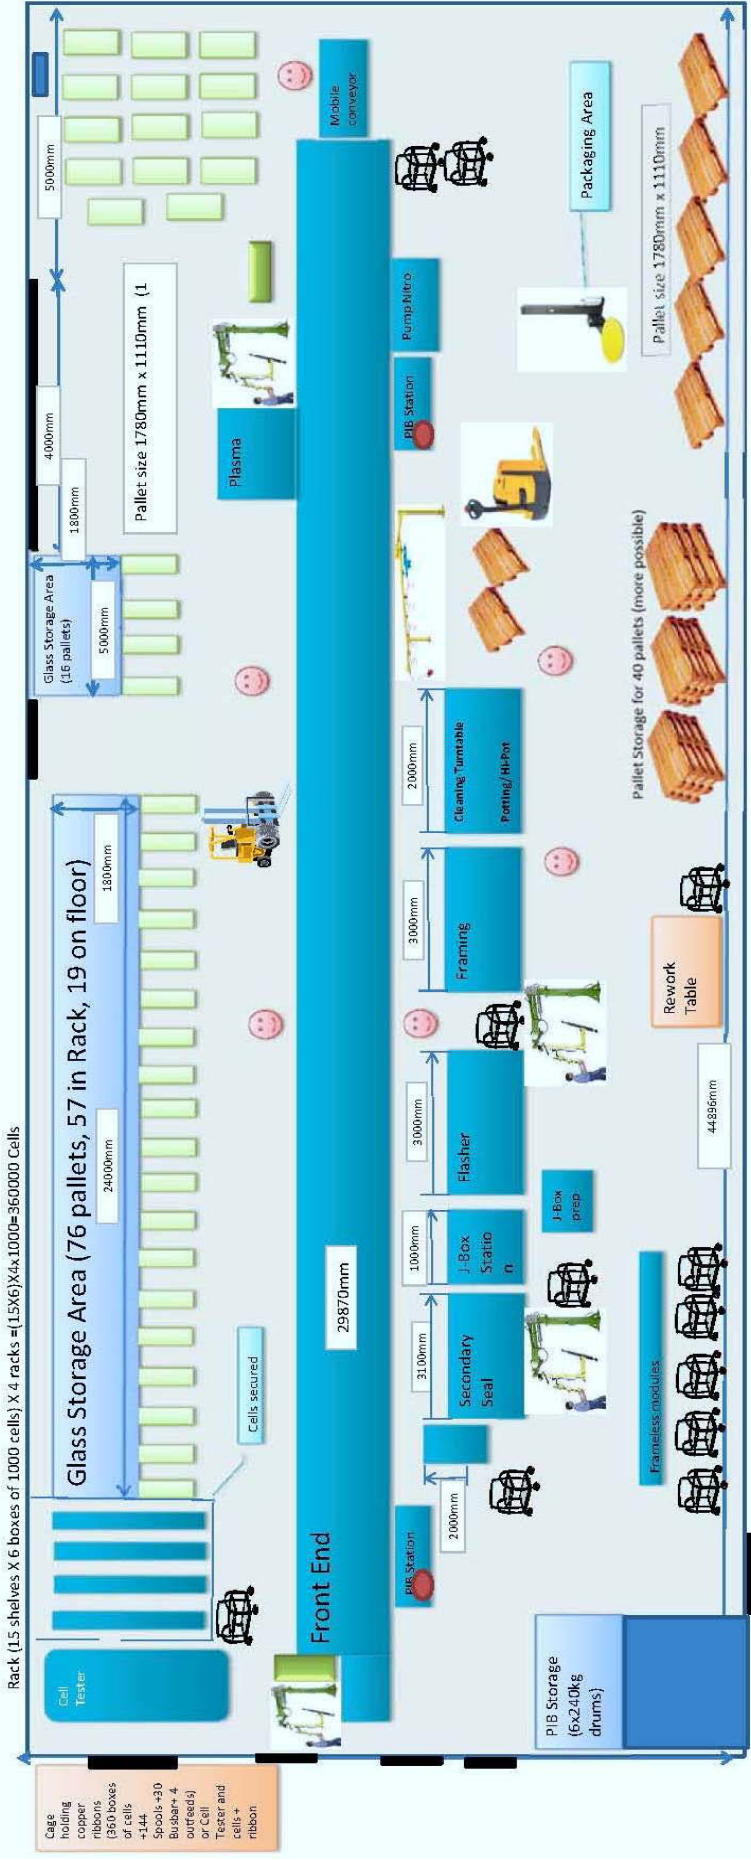 Rack (15 shelves X 6 boxes of 1000 cells) X 4 racks =(15X6)X4x1000=360000 Cells
Cage
holding
copper
ribbons
(360 boxes
of cells
+144
Spools +30
Busbar+ 4
outfeeds)
or Cell
Tester and
cells +
ribbon
Cell
Tester
Glass Storage Area (76 pallets, 57 in Rack, 19 on floor)
24000mm
1800mm
Cells secured
Glass Storage Area
(16 pallets)
5000mm
1800mm
4000mm
5000mm
Pallet size 1780mm x 1110mm (1
Plasma
Front End
29870mm
Mobile
conveyor
PIB Station
2000mm
3100mm
Secondary
Seal
1000mm
J-Box
Statio
n
3000mm
Flasher
3000mm
Framing
2000mm
Cleaning Turntable
Potting/ Hi-Pot
PIB Station
Pump Nitro
J-Box
prep
Packaging Area
PIB Storage
(6x240kg
drums)
Frameless modules
44896mm
Rework
Table
Pallet Storage for 40 pallets (more possible)
Pallet size 1780mm x 1110mm